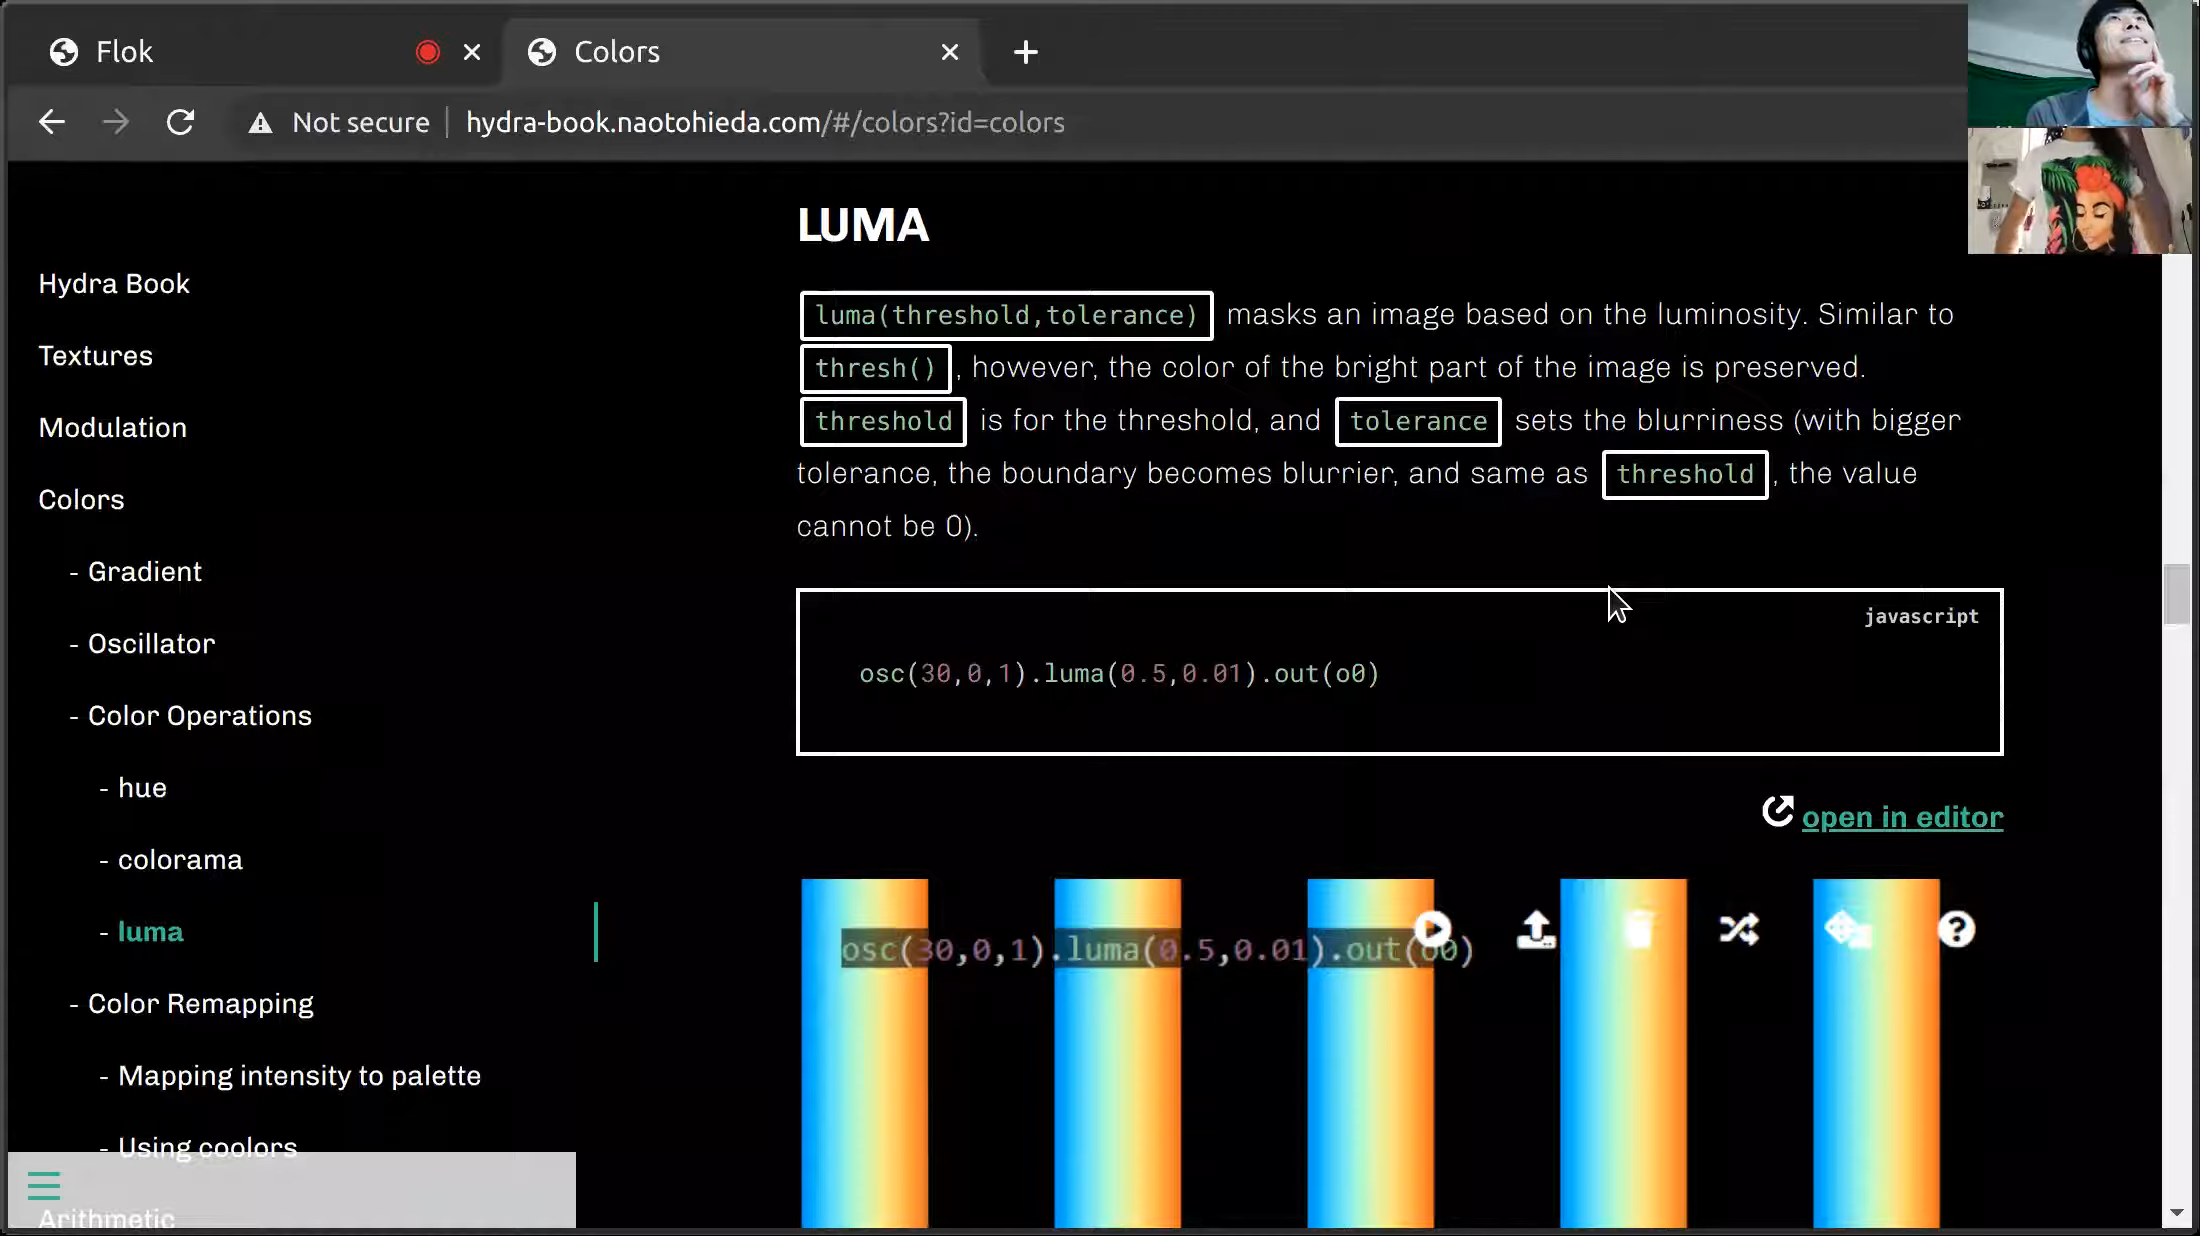 Flok
Colors
Not secure
hydra-book.naotohieda.com/#/colors?id=colors
Hydra Book
Textures
Modulation
Colors
- Gradient
- Oscillator
- Color Operations
- hue
- colorama
- luma
- Color Remapping
- Mapping intensity to palette
- Using coolors
Arithmetic
LUMA
luma(threshold,tolerance) masks an image based on the luminosity. Similar to
thresh() , however, the color of the bright part of the image is preserved.
threshold is for the threshold, and tolerance sets the blurriness (with bigger
tolerance, the boundary becomes blurrier, and same as threshold , the value
cannot be 0).
javascript
osc(30,0,1).luma(0.5,0.01).out(o0)
open in editor
osc(30,0,1).luma(0.5,0.01).out(o0)